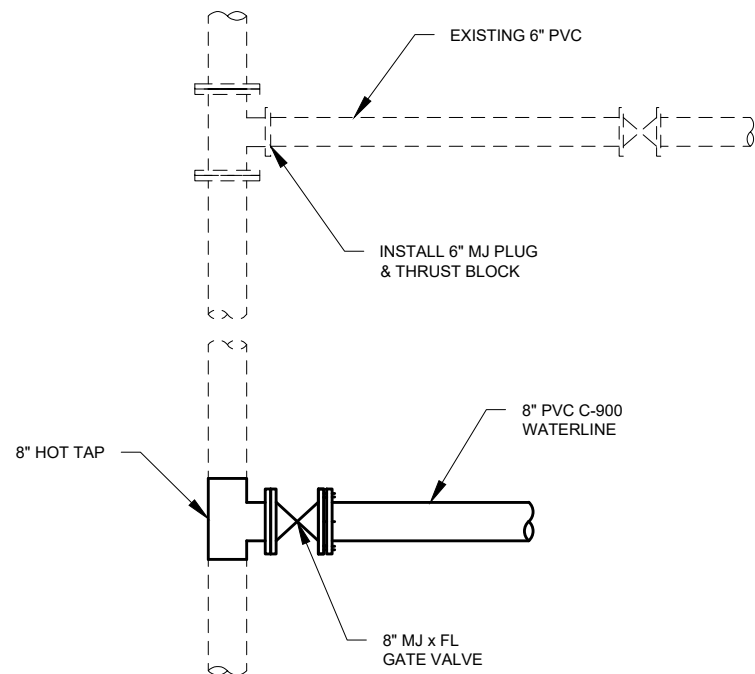 EXISTING 6" PVC
INSTALL 6" MJ PLUG
& THRUST BLOCK
8" PVC C-900
WATERLINE
8" HOT TAP
8" MJ x FL
GATE VALVE